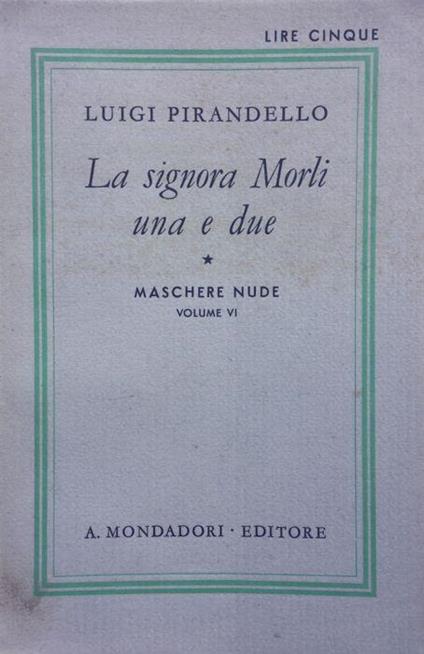 LIRE CINQUE
LUIGI PIRANDELLO
La signora Morli
una e due
★
MASCHERE NUDE
VOLUME VI
A. MONDADORI · EDITORE